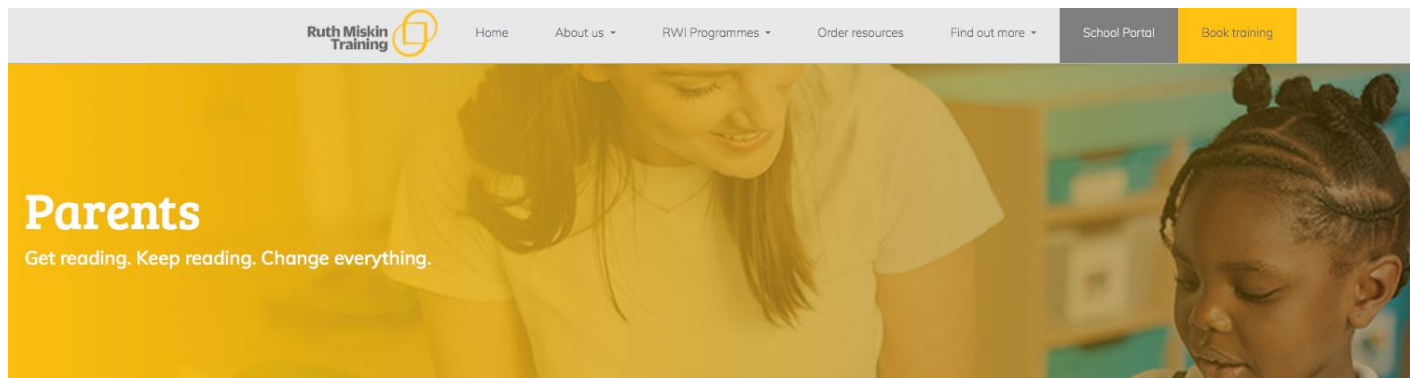 Ruth Miskin
Training
Home
About us
RWI Programmes
Order resources
Find out more
School Portal
Book training
Parents
Get reading. Keep reading. Change everything.